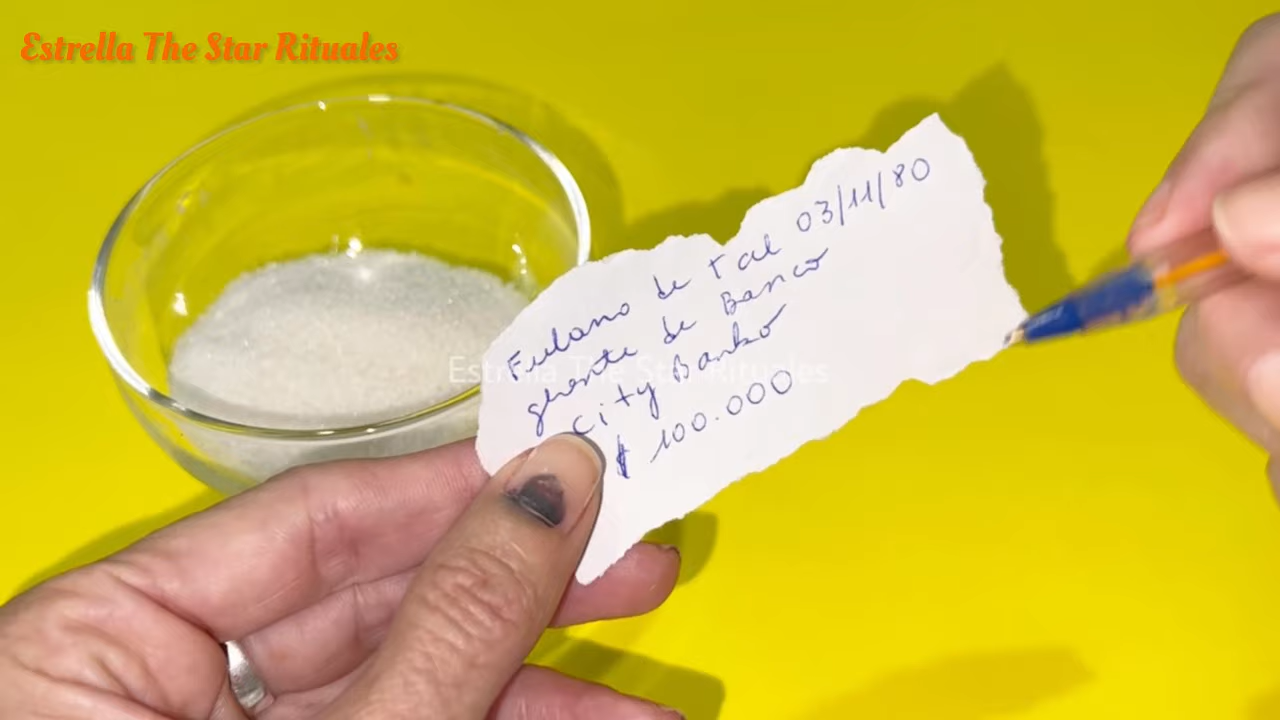 Estrella The Star Rituales
Fulano de tal 03/11/80
gerente de Banco
City Banko
$ 100.000
Estrella The Star Rituales